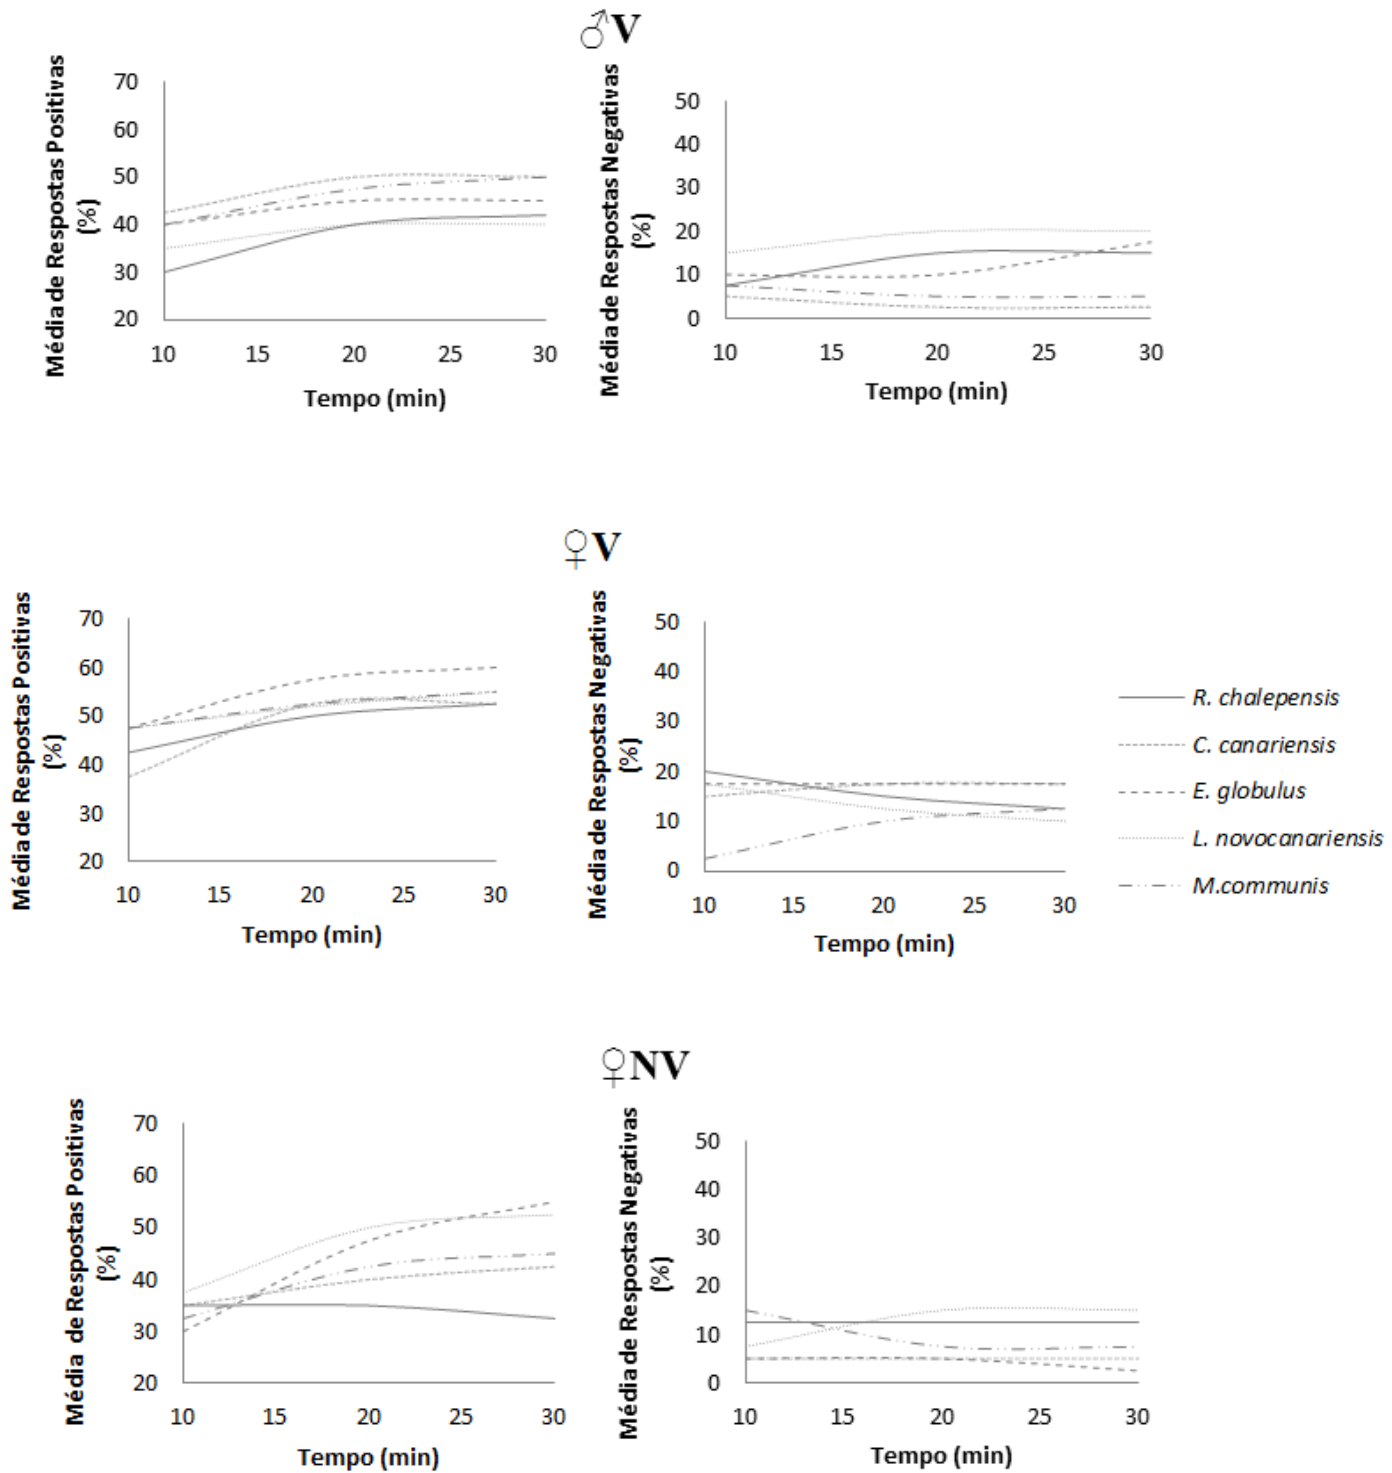 ♂V
Média de Respostas Positivas
(%)
70
60
50
40
30
20
10 15 20 25 30
Tempo (min)
Média de Respostas Negativas
(%)
50
40
30
20
10
0
10 15 20 25 30
Tempo (min)
♀V
Média de Respostas Positivas
(%)
70
60
50
40
30
20
10 15 20 25 30
Tempo (min)
Média de Respostas Negativas
(%)
50
40
30
20
10
0
10 15 20 25 30
Tempo (min)
R. chalepensis
C. canariensis
E. globulus
L. novocanariensis
M.communis
♀NV
Média de Respostas Positivas
(%)
70
60
50
40
30
20
10 15 20 25 30
Tempo (min)
Média de Respostas Negativas
(%)
50
40
30
20
10
0
10 15 20 25 30
Tempo (min)